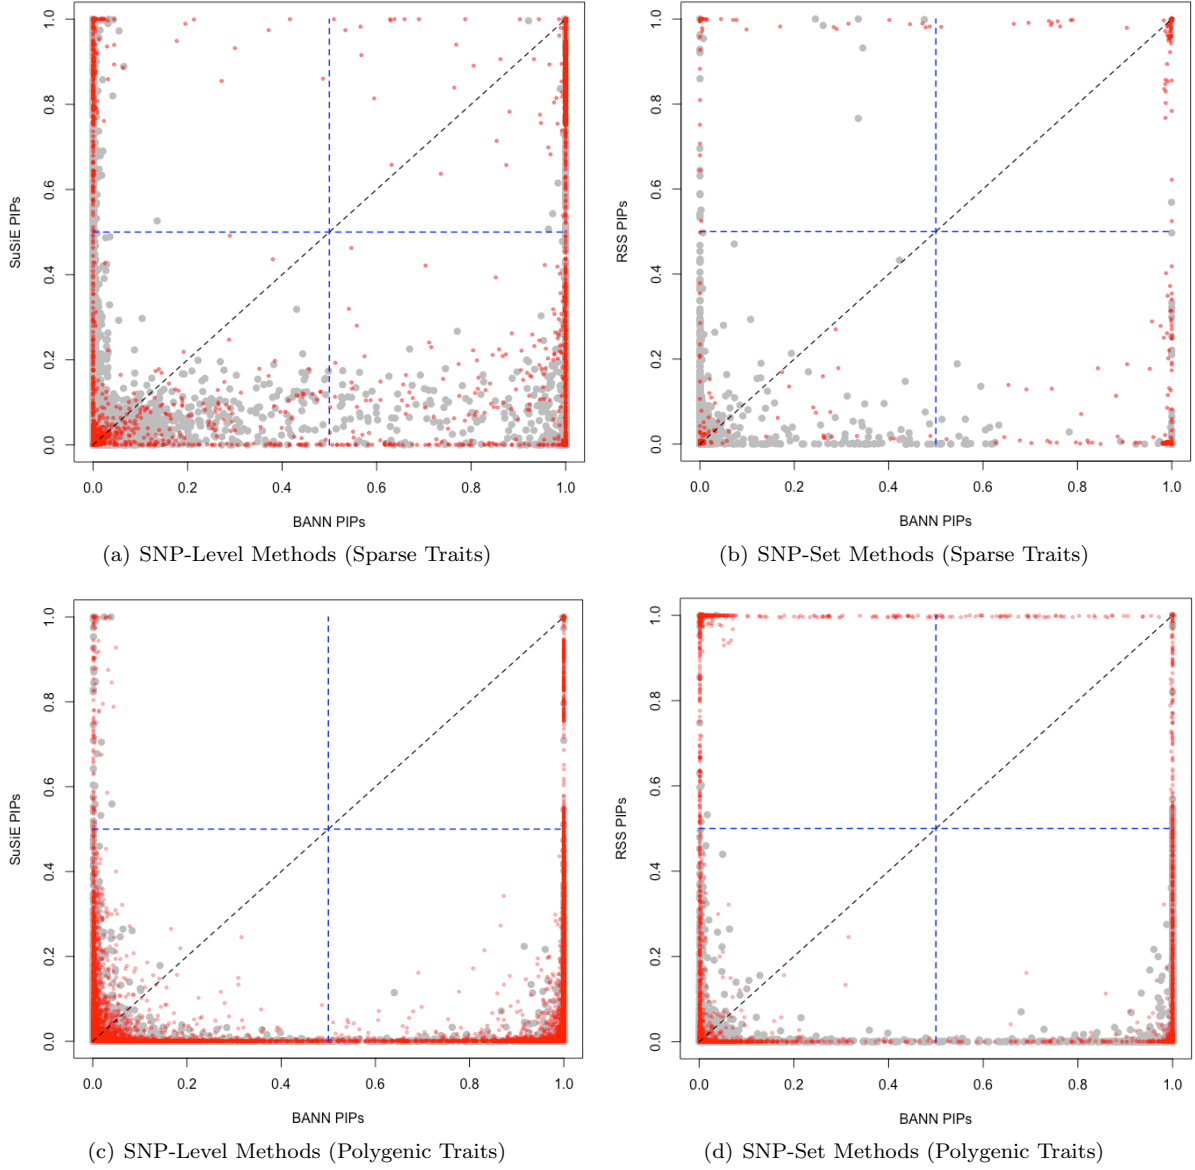 1.0
0.8
0.6
0.4
0.2
0.0
SuSiE PIPs
0.0 0.2 0.4 0.6 0.8 1.0
BANN PIPs
(a) SNP-Level Methods (Sparse Traits)
1.0
0.8
0.6
0.4
0.2
0.0
RSS PIPs
0.0 0.2 0.4 0.6 0.8 1.0
BANN PIPs
(b) SNP-Set Methods (Sparse Traits)
1.0
0.8
0.6
0.4
0.2
0.0
SuSiE PIPs
0.0 0.2 0.4 0.6 0.8 1.0
BANN PIPs
(c) SNP-Level Methods (Polygenic Traits)
1.0
0.8
0.6
0.4
0.2
0.0
RSS PIPs
0.0 0.2 0.4 0.6 0.8 1.0
BANN PIPs
(d) SNP-Set Methods (Polygenic Traits)